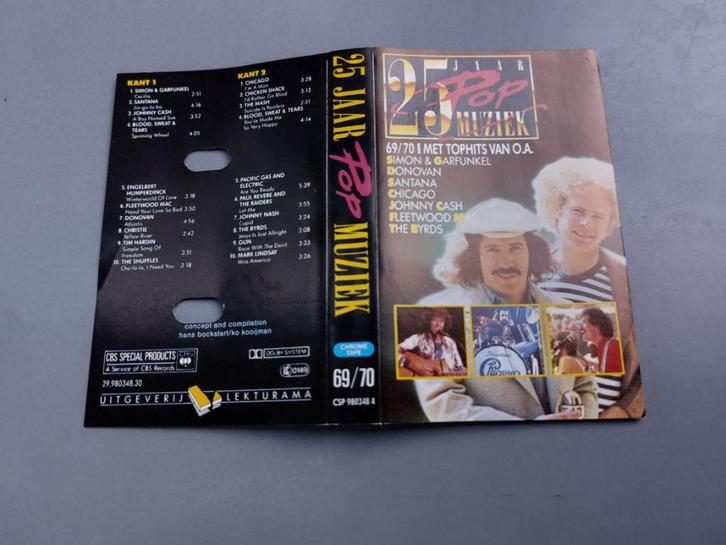 KANT 1
1. SIMON & GARFUNKEL
Cecilia 2:51
2. SANTANA
Jin-go-lo-ba 4:16
3. JOHNNY CASH
A Boy Named Sue 3:52
4. BLOOD, SWEAT &
TEARS
Spinning Wheel 4:05
5. ENGELBERT
HUMPERDINCK
Winterworld Of Love 3:18
6. FLEETWOOD MAC
Need Your Love So Bad 3:50
7. DONOVAN
Atlantis 4:56
8. CHRISTIE
Yellow River 2:47
9. TIM HARDIN
Simple Song Of
Freedom 3:51
10. THE SHUFFLES
Cha-la-la, I Need You 3:18
KANT 2
1. CHICAGO
I'm A Man 3:28
2. CHICKEN SHACK
I'd Rather Go Blind 3:13
3. THE MASH
Suicide Is Painless 2:51
4. BLOOD, SWEAT & TEARS
You've Made Me
So Very Happy 4:14
5. PACIFIC GAS AND
ELECTRIC
Are You Ready 5:39
6. PAUL REVERE AND
THE RAIDERS
Let Me 3:55
7. JOHNNY NASH
Cupid 3:24
8. THE BYRDS
Jesus Is Just Allright 2:08
9. GUN
Race With The Devil 3:33
10. MARK LINDSAY
Miss America 3:26
concept and compilation
hans bockstart/ko kooijman
CBS SPECIAL PRODUCTS
A Service of CBS Records
CBS
DOLBY SYSTEM
0149
29.980348.30
UITGEVERIJ LEKTURAMA
25 JAAR Pop MUZIEK
CHROME
TAPE
69/70
CSP 980348 4
25 JAAR
Pop
MUZIEK
69/70 I MET TOPHITS VAN O.A.
SIMON & GARFUNKEL
DONOVAN
SANTANA
CHICAGO
JOHNNY CASH
FLEETWOOD MAC
THE BYRDS
Chicago